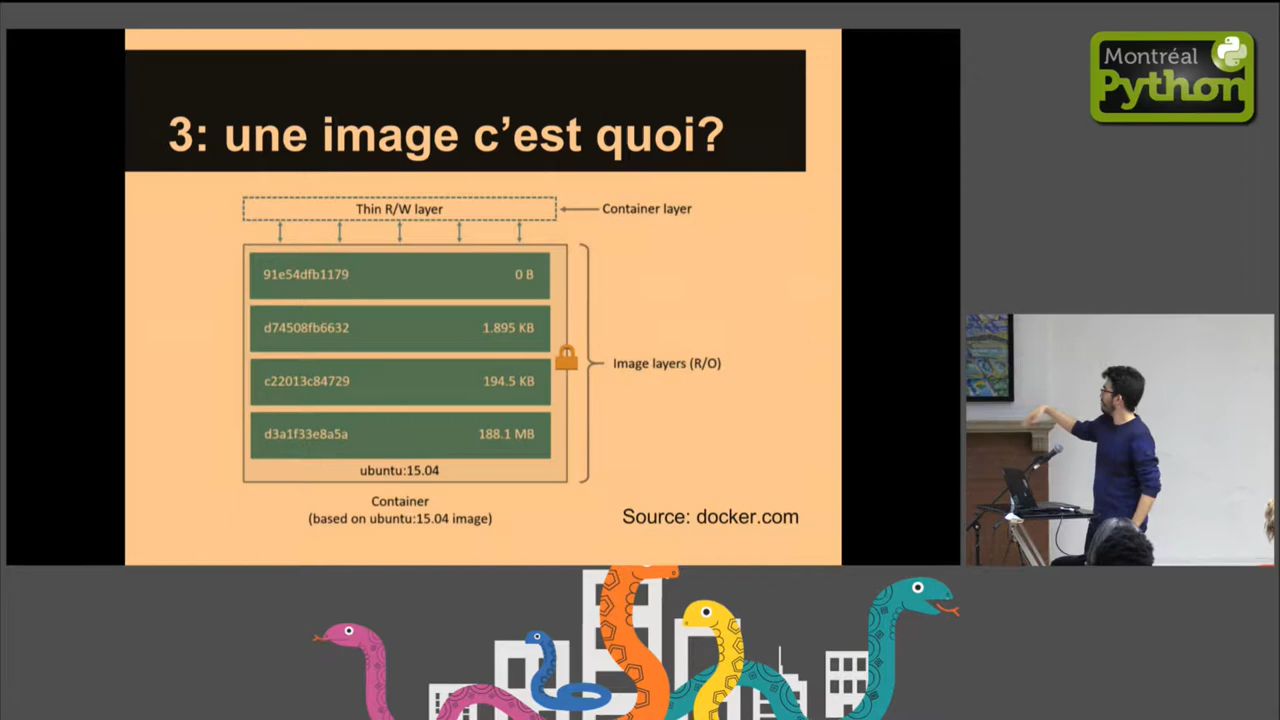 Montréal
Python
3: une image c'est quoi?
Thin R/W layer
Container layer
91e54dfb1179 0 B
d74508fb6632 1.895 KB
c22013c84729 194.5 KB
Image layers (R/O)
d3a1f33e8a5a 188.1 MB
ubuntu:15.04
Container
(based on ubuntu:15.04 image)
Source: docker.com